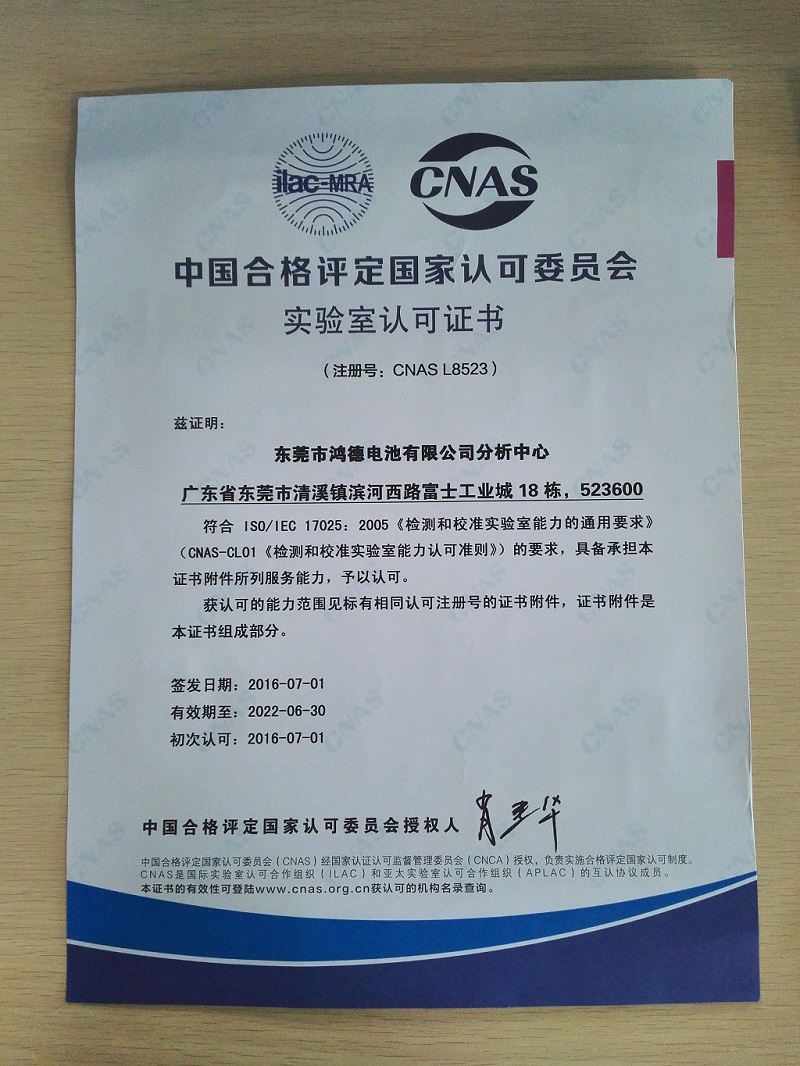 ilac-MRA
CNAS
中国合格评定国家认可委员会
实验室认可证书
（注册号：CNAS L8523）
兹证明：
东莞市鸿德电池有限公司分析中心
广东省东莞市清溪镇滨河西路富士工业城 18 栋，523600
符合 ISO/IEC 17025：2005《检测和校准实验室能力的通用要求》
（CNAS-CL01《检测和校准实验室能力认可准则》）的要求，具备承担本
证书附件所列服务能力，予以认可。
获认可的能力范围见标有相同认可注册号的证书附件，证书附件是
本证书组成部分。
签发日期：2016-07-01
有效期至：2022-06-30
初次认可：2016-07-01
中国合格评定国家认可委员会授权人
中国合格评定国家认可委员会（CNAS）经国家认证认可监督管理委员会（CNCA）授权，负责实施合格评定国家认可制度。
CNAS是国际实验室认可合作组织（ILAC）和亚太实验室认可合作组织（APLAC）的互认协议成员。
本证书的有效性可登陆www.cnas.org.cn获认可的机构名录查询。